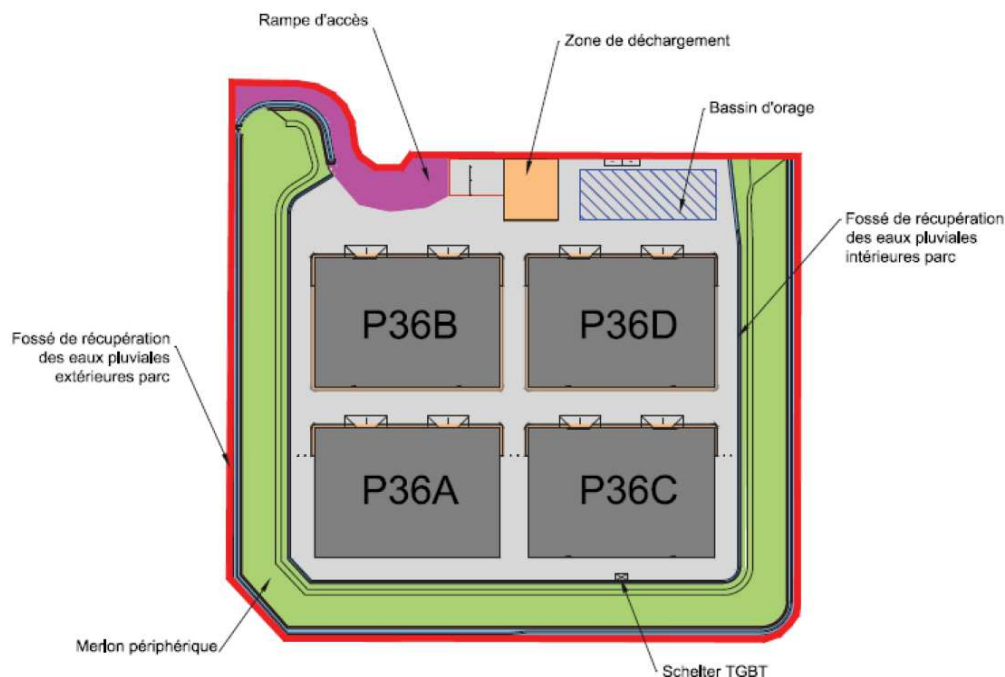 Rampe d'accès
Zone de déchargement
Bassin d'orage
Fossé de récupération
des eaux pluviales
intérieures parc
P36B
P36D
Fossé de récupération
des eaux pluviales
extérieures parc
P36A
P36C
Merlon périphérique
Schelter TGBT